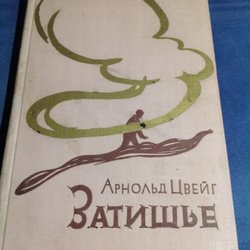 Арнольд Цвейг
Затишье